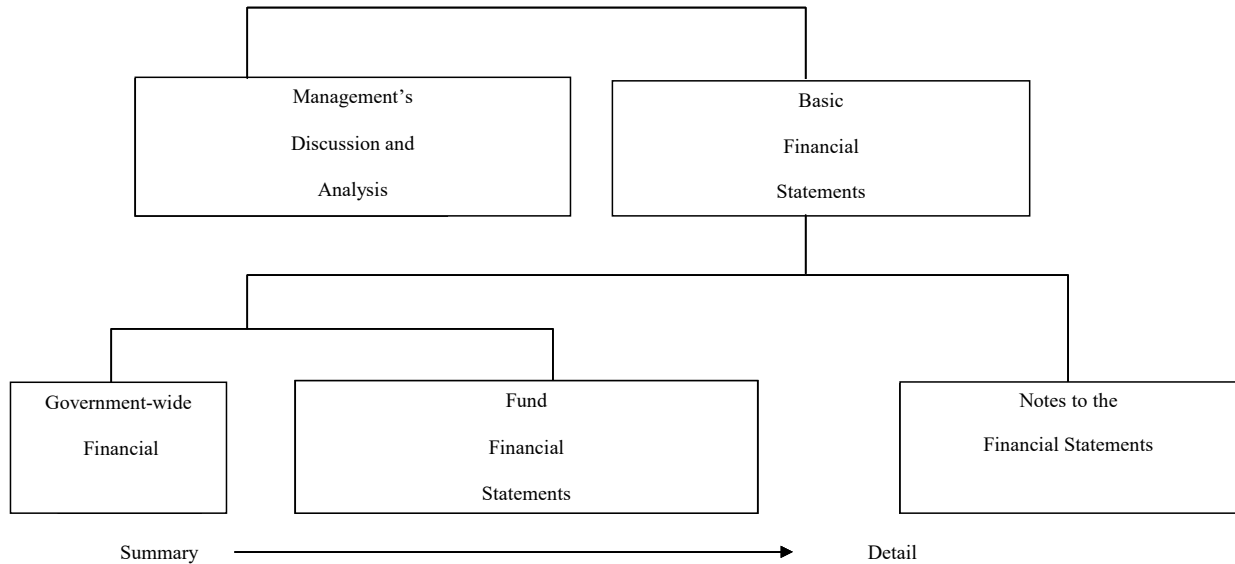 Management’s
Discussion and
Analysis
Basic
Financial
Statements
Government-wide
Financial
Fund
Financial
Statements
Notes to the
Financial Statements
Summary
Detail